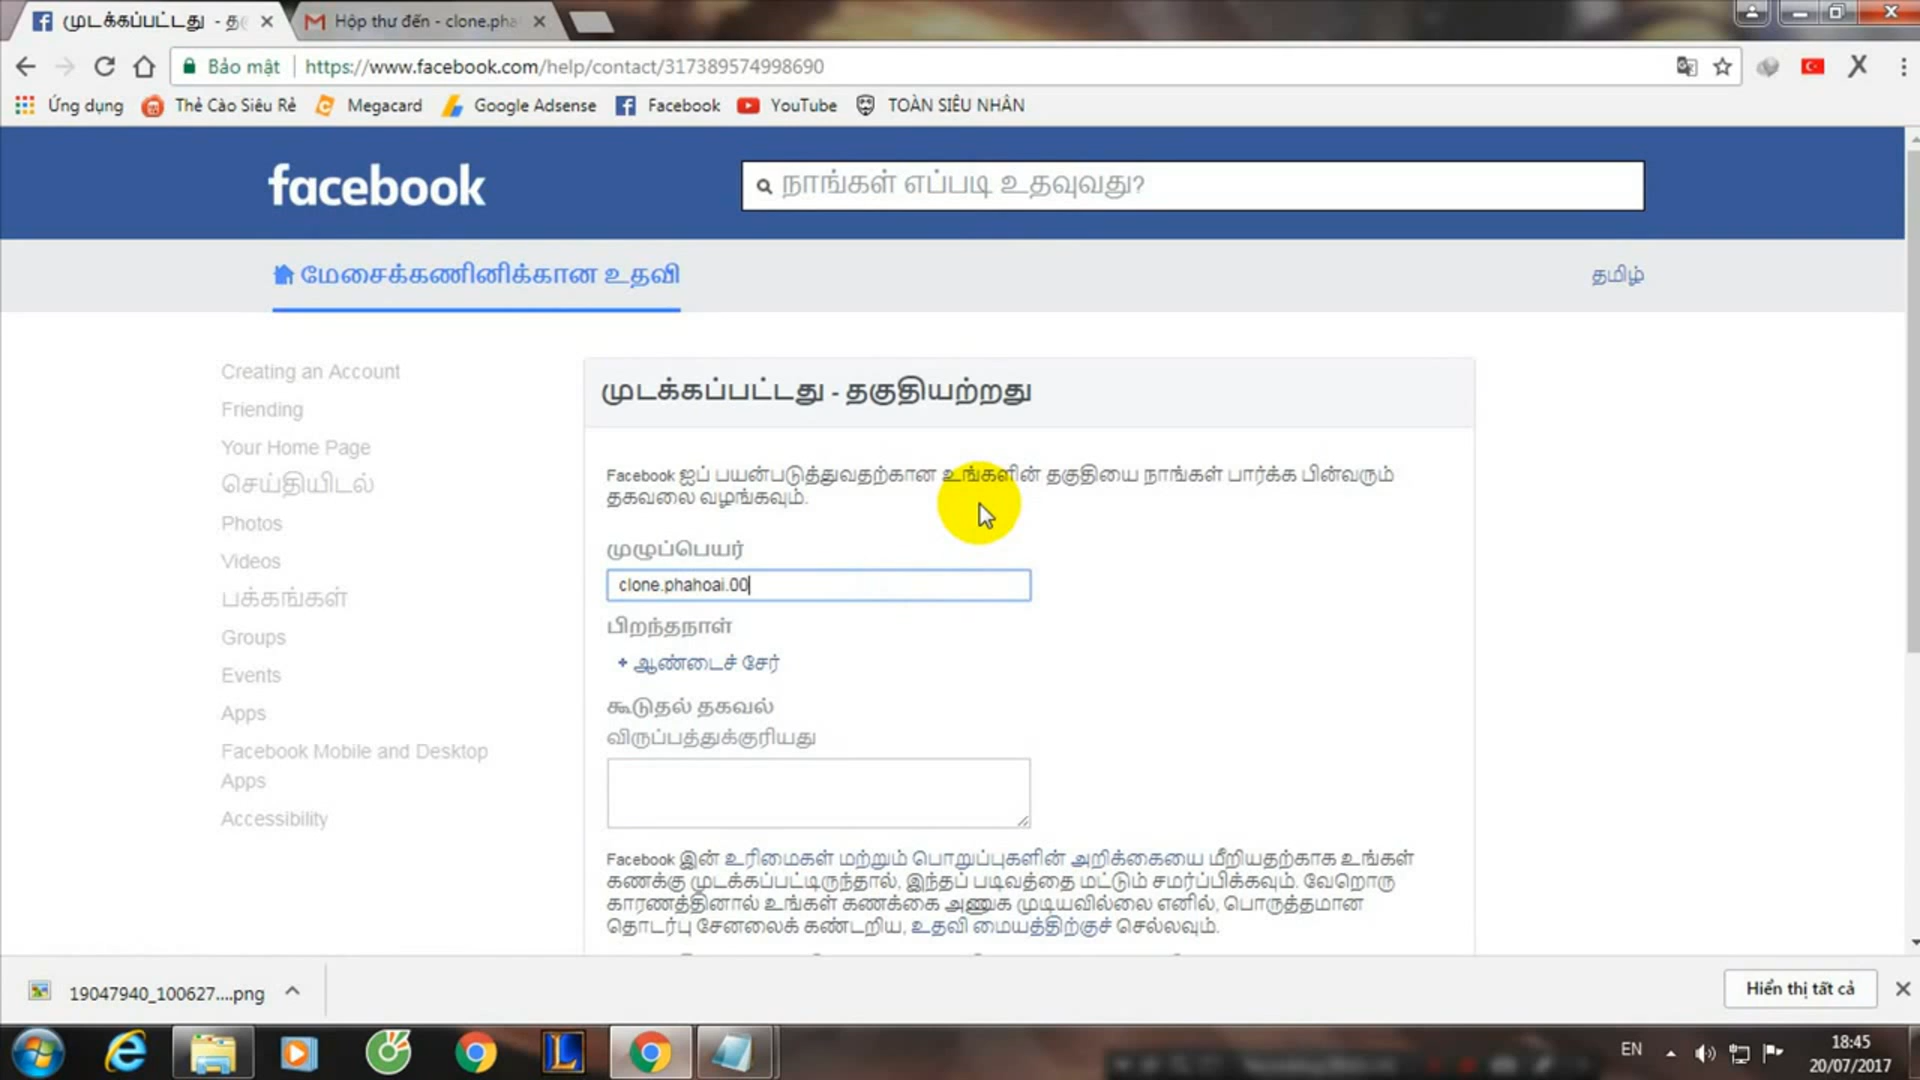 முடக்கப்பட்டது - த
Hộp thư đến - clone.pha
Bảo mật
https://www.facebook.com/help/contact/317389574998690
Ứng dụng
Thẻ Cào Siêu Rẻ
Megacard
Google Adsense
Facebook
YouTube
TOÀN SIÊU NHÂN
facebook
நாங்கள் எப்படி உதவுவது?
மேசைக்கணினிக்கான உதவி
தமிழ்
Creating an Account
Friending
Your Home Page
செய்தியிடல்
Photos
Videos
பக்கங்கள்
Groups
Events
Apps
Facebook Mobile and Desktop
Apps
Accessibility
முடக்கப்பட்டது - தகுதியற்றது
Facebook ஐப் பயன்படுத்துவதற்கான உங்களின் தகுதியை நாங்கள் பார்க்க பின்வரும்
தகவலை வழங்கவும்.
முழுப்பெயர்
clone.phahoai.00
பிறந்தநாள்
+ ஆண்டைச் சேர்
கூடுதல் தகவல்
விருப்பத்துக்குரியது
Facebook இன் உரிமைகள் மற்றும் பொறுப்புகளின் அறிக்கையை மீறியதற்காக உங்கள்
கணக்கு முடக்கப்பட்டிருந்தால், இந்தப் படிவத்தை மட்டும் சமர்ப்பிக்கவும். வேறொரு
காரணத்தினால் உங்கள் கணக்கை அணுக முடியவில்லை எனில், பொருத்தமான
தொடர்பு சேனலைக் கண்டறிய, உதவி மையத்திற்குச் செல்லவும்.
19047940_100627....png
Hiển thị tất cả
EN
18:45
20/07/2017